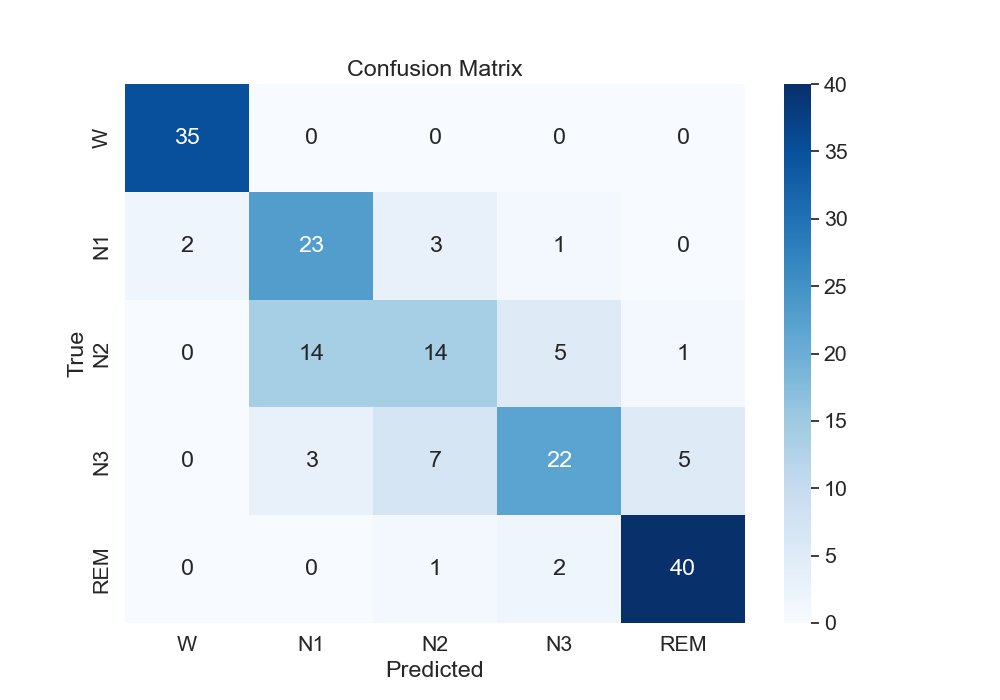 Confusion Matrix
W 35 0 0 0 0
N1 2 23 3 1 0
N2 0 14 14 5 1
N3 0 3 7 22 5
REM 0 0 1 2 40
W N1 N2 N3 REM
Predicted
True
40
35
30
25
20
15
10
5
0